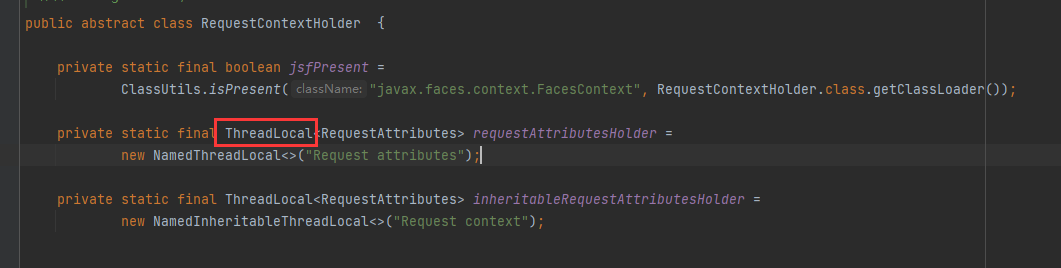 public abstract class RequestContextHolder  {
private static final boolean jsfPresent =
ClassUtils.isPresent( className: "javax.faces.context.FacesContext", RequestContextHolder.class.getClassLoader());
private static final ThreadLocal<RequestAttributes> requestAttributesHolder =
new NamedThreadLocal<>("Request attributes");
private static final ThreadLocal<RequestAttributes> inheritableRequestAttributesHolder =
new NamedInheritableThreadLocal<>("Request context");